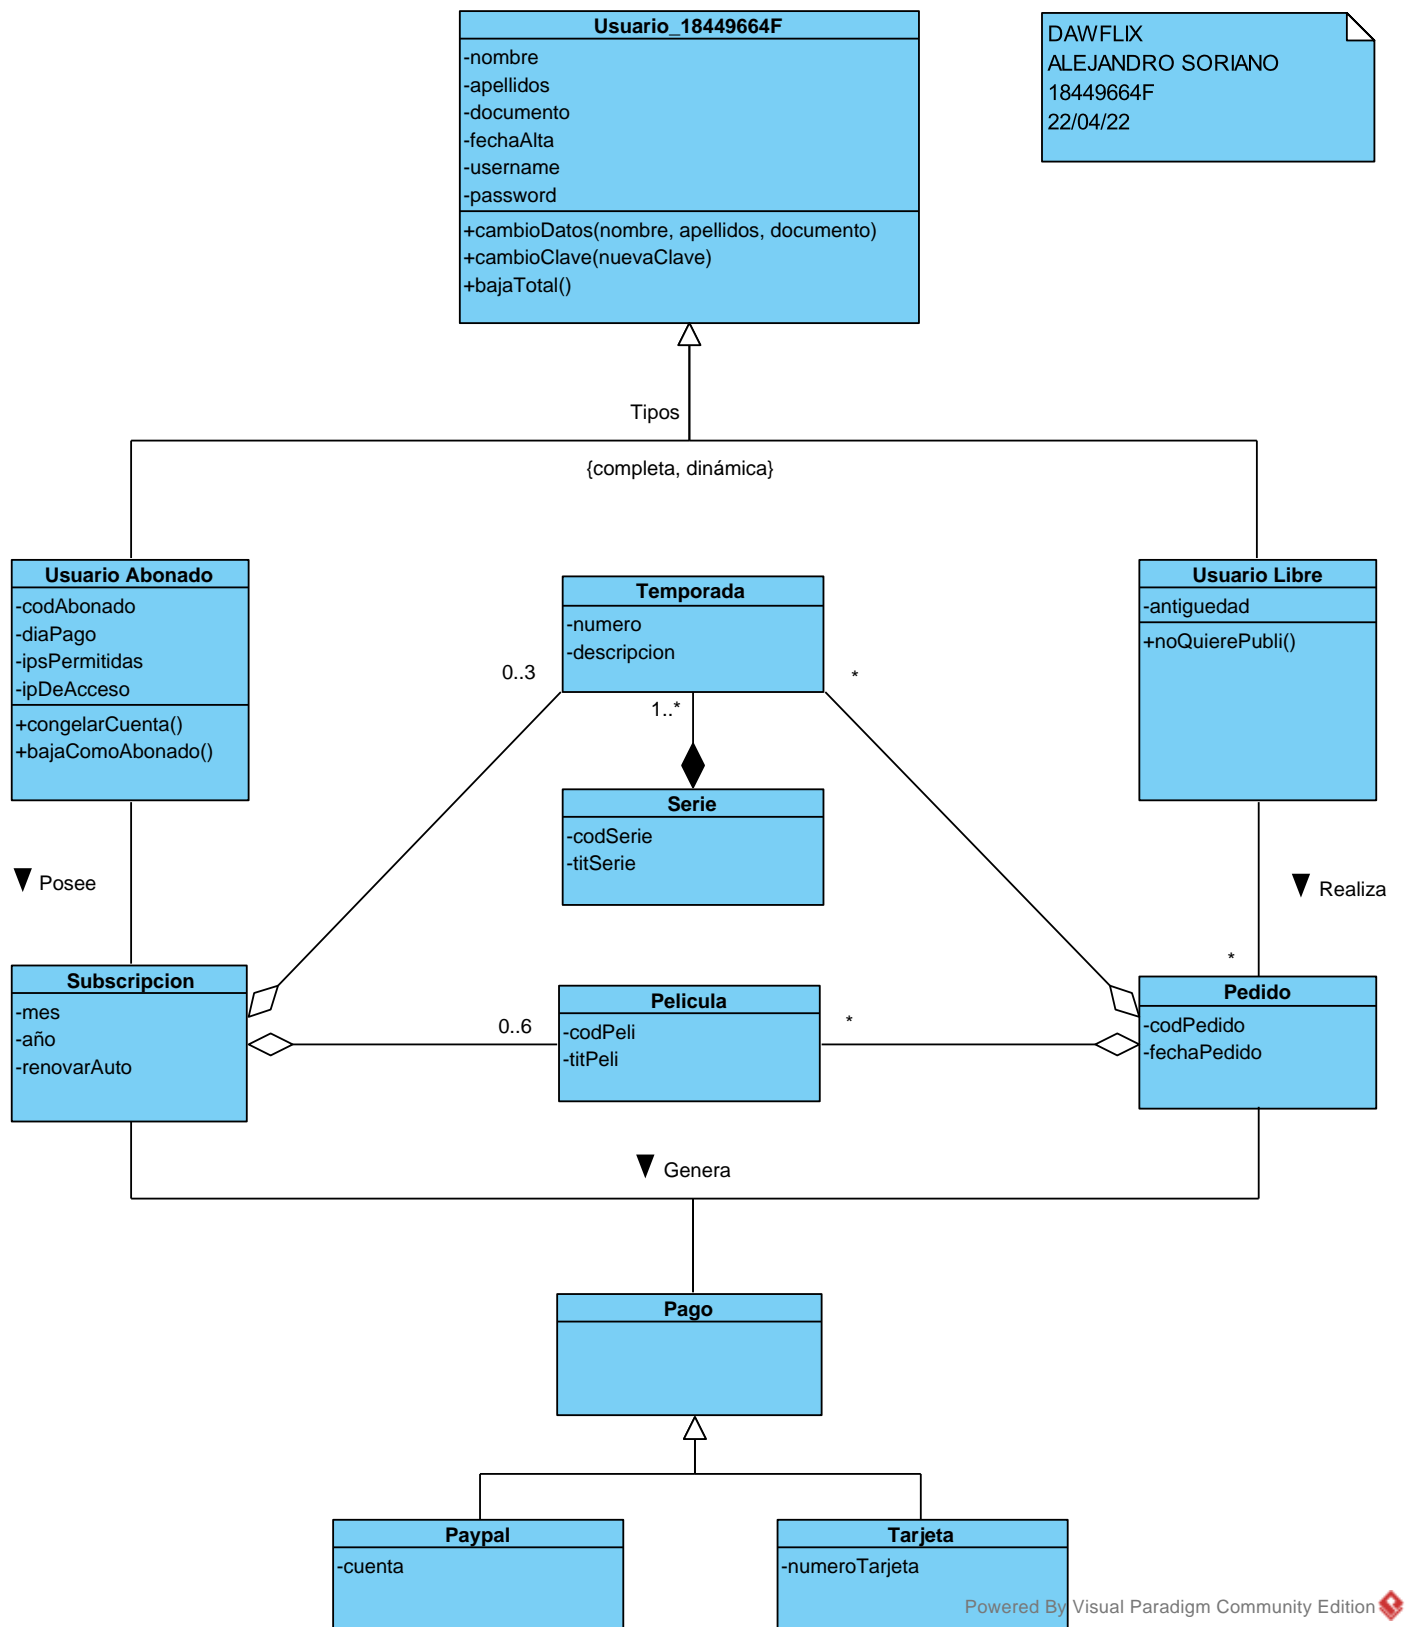 Usuario_18449664F
-nombre
-apellidos
-documento
-fechaAlta
-username
-password
+cambioDatos(nombre, apellidos, documento)
+cambioClave(nuevaClave)
+bajaTotal()
DAWFLIX
ALEJANDRO SORIANO
18449664F
22/04/22
Tipos
{completa, dinámica}
Usuario Abonado
-codAbonado
-diaPago
-ipsPermitidas
-ipDeAcceso
+congelarCuenta()
+bajaComoAbonado()
Temporada
-numero
-descripcion
Usuario Libre
-antiguedad
+noQuierePubli()
0..3
*
1..*
Serie
-codSerie
-titSerie
Posee
Realiza
*
Subscripcion
-mes
-año
-renovarAuto
0..6
Pelicula
-codPeli
-titPeli
*
Pedido
-codPedido
-fechaPedido
Genera
Pago
Paypal
-cuenta
Tarjeta
-numeroTarjeta
Powered By Visual Paradigm Community Edition